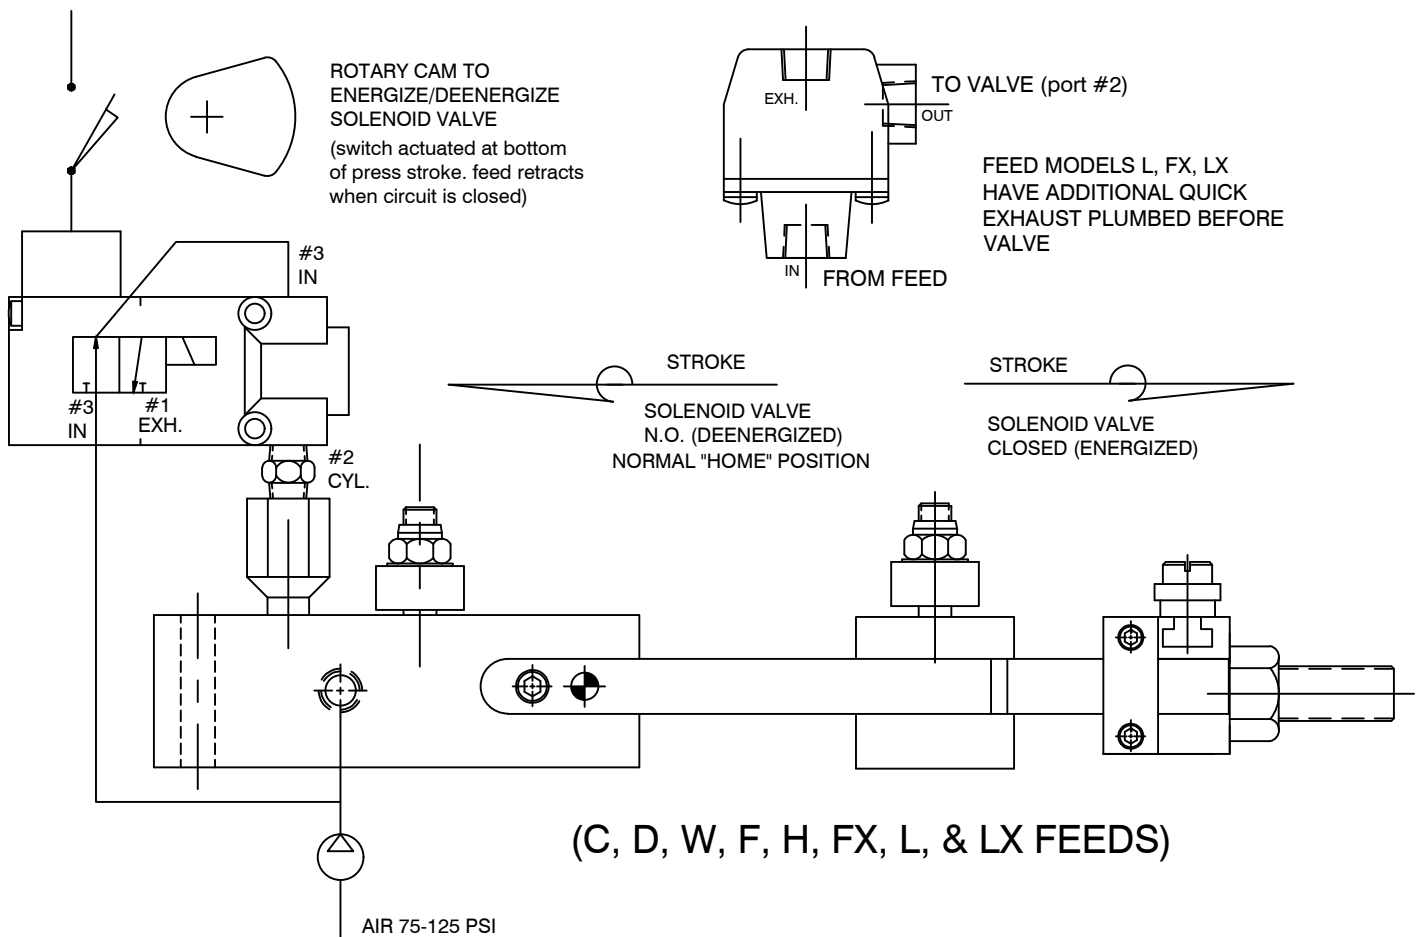 ROTARY CAM TO
ENERGIZE/DEENERGIZE
SOLENOID VALVE
(switch actuated at bottom
of press stroke. feed retracts
when circuit is closed)
EXH.
TO VALVE (port #2)
OUT
IN
FROM FEED
FEED MODELS L, FX, LX
HAVE ADDITIONAL QUICK
EXHAUST PLUMBED BEFORE
VALVE
#3
IN
#3
IN
#1
EXH.
#2
CYL.
STROKE
SOLENOID VALVE
N.O. (DEENERGIZED)
NORMAL "HOME" POSITION
STROKE
SOLENOID VALVE
CLOSED (ENERGIZED)
(C, D, W, F, H, FX, L, & LX FEEDS)
AIR 75-125 PSI